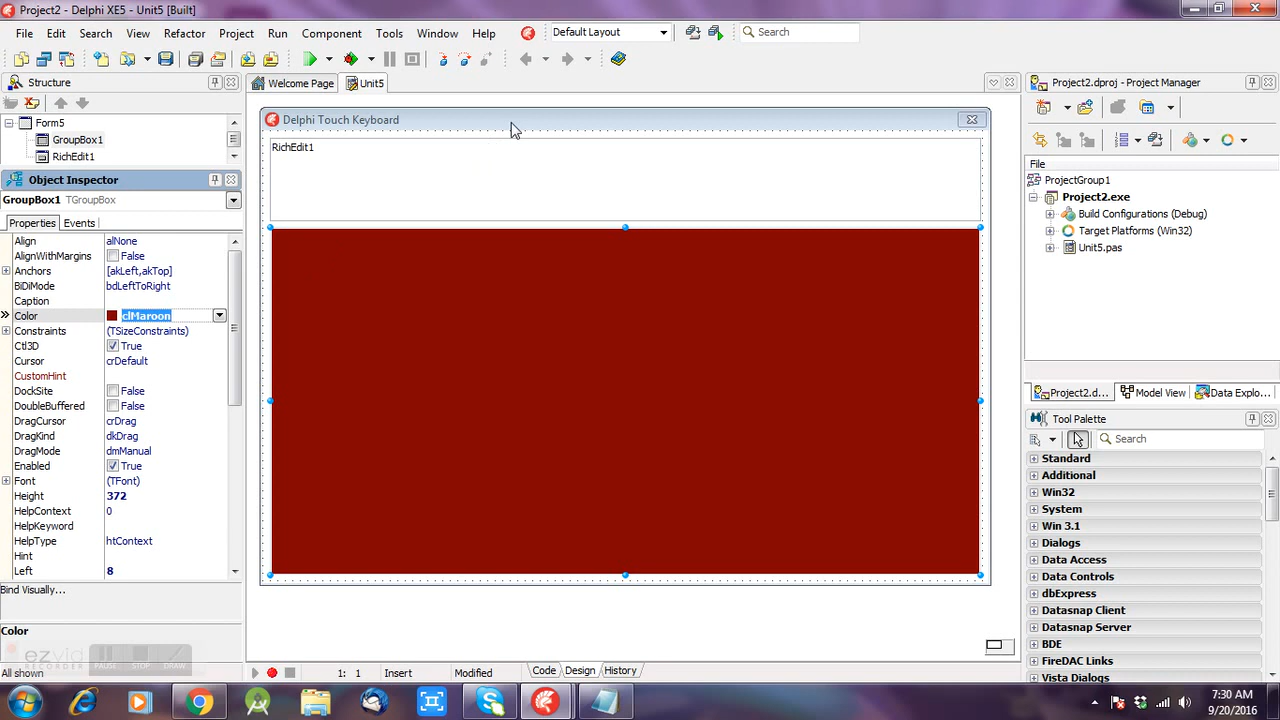 Project2 - Delphi XE5 - Unit5 [Built]
File Edit Search View Refactor Project Run Component Tools Window Help Default Layout Search
Structure
Form5
GroupBox1
RichEdit1
Object Inspector
GroupBox1 TGroupBox
Properties Events
Align alNone
AlignWithMargins False
Anchors [akLeft,akTop]
BiDiMode bdLeftToRight
Caption
Color clMaroon
Constraints (TSizeConstraints)
Ctl3D True
Cursor crDefault
CustomHint
DockSite False
DoubleBuffered False
DragCursor crDrag
DragKind dkDrag
DragMode dmManual
Enabled True
Font (TFont)
Height 372
HelpContext 0
HelpKeyword
HelpType htContext
Hint
Left 8
Bind Visually...
Color
ezvid
RECORDER
PAUSE STOP DRAW
All shown
Welcome Page Unit5
Delphi Touch Keyboard
RichEdit1
1: 1 Insert Modified Code Design History
Project2.dproj - Project Manager
File
ProjectGroup1
Project2.exe
Build Configurations (Debug)
Target Platforms (Win32)
Unit5.pas
Project2.d... Model View Data Explo...
Tool Palette
Search
Standard
Additional
Win32
System
Win 3.1
Dialogs
Data Access
Data Controls
dbExpress
Datasnap Client
Datasnap Server
BDE
FireDAC Links
Vista Dialogs
7:30 AM
9/20/2016